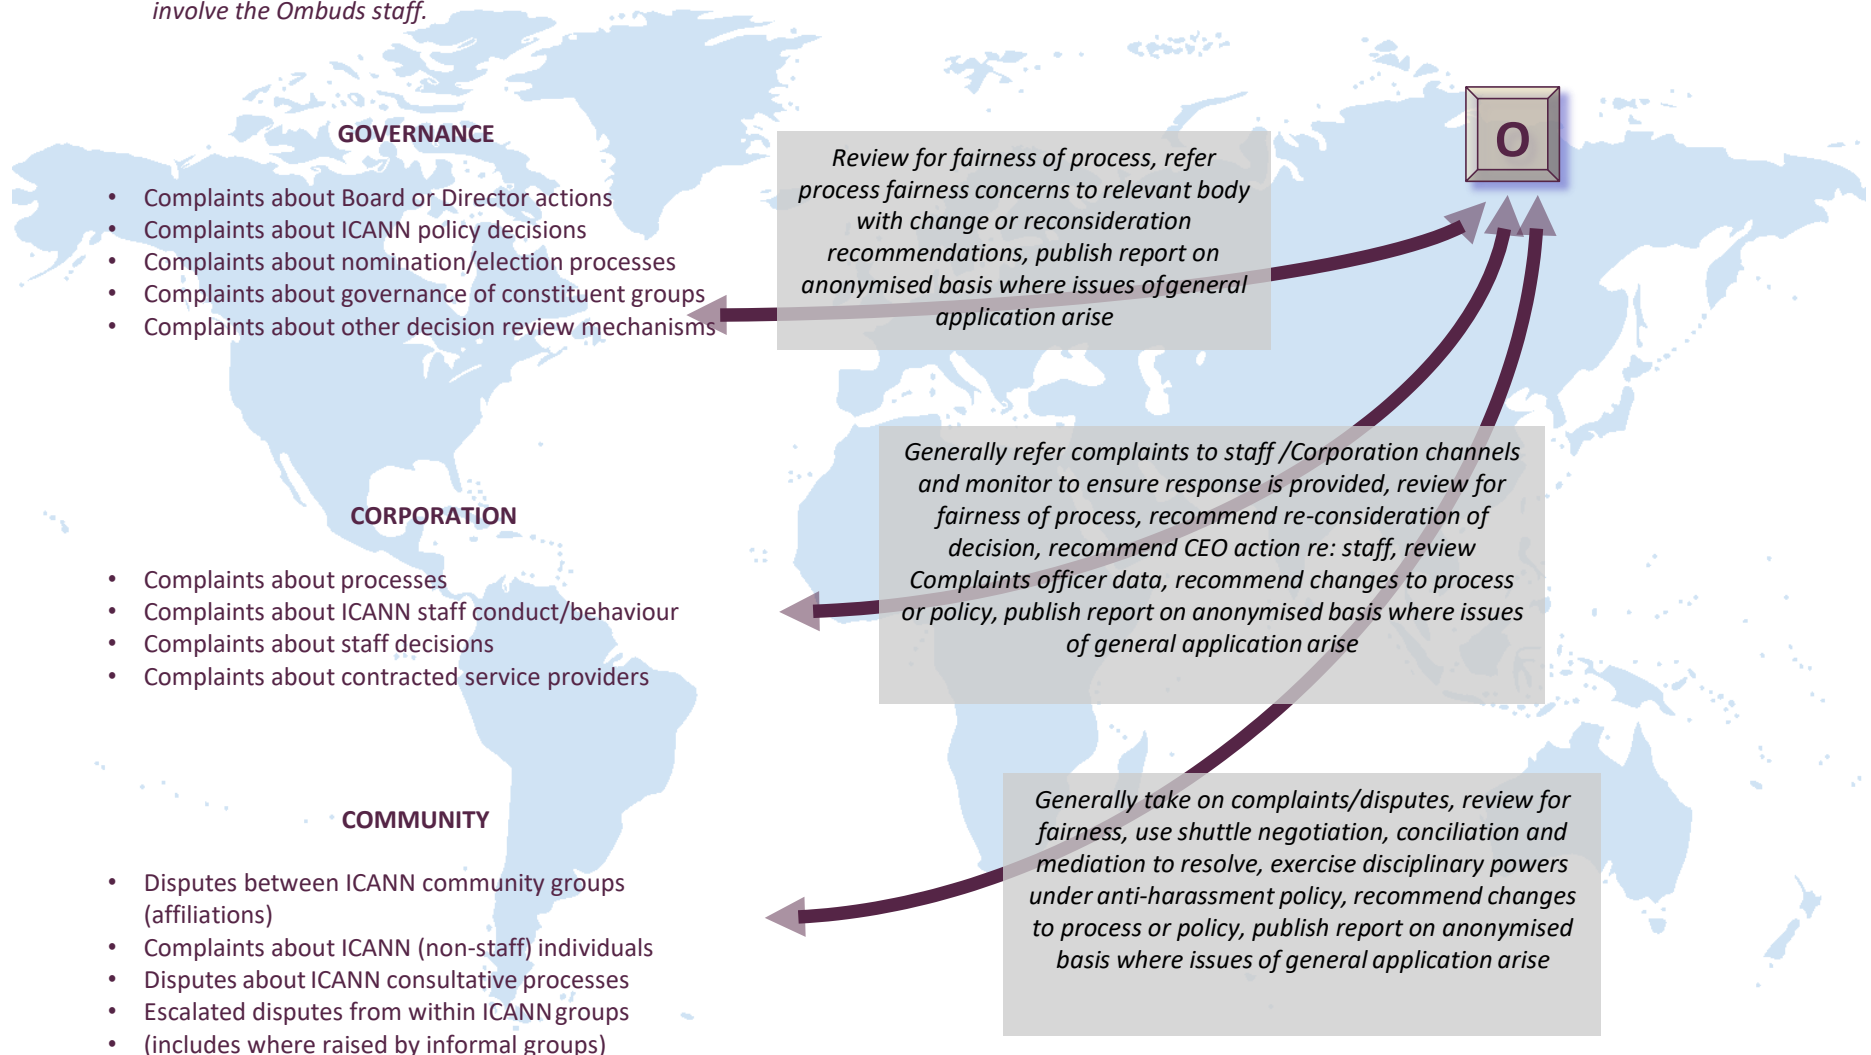 involve the Ombuds staff.
O
GOVERNANCE
• Complaints about Board or Director actions
• Complaints about ICANN policy decisions
• Complaints about nomination/election processes
• Complaints about governance of constituent groups
• Complaints about other decision review mechanisms
Review for fairness of process, refer
process fairness concerns to relevant body
with change or reconsideration
recommendations, publish report on
anonymised basis where issues ofgeneral
application arise
CORPORATION
• Complaints about processes
• Complaints about ICANN staff conduct/behaviour
• Complaints about staff decisions
• Complaints about contracted service providers
Generally refer complaints to staff /Corporation channels
and monitor to ensure response is provided, review for
fairness of process, recommend re-consideration of
decision, recommend CEO action re: staff, review
Complaints officer data, recommend changes to process
or policy, publish report on anonymised basis where issues
of general application arise
COMMUNITY
• Disputes between ICANN community groups
(affiliations)
• Complaints about ICANN (non-staff) individuals
• Disputes about ICANN consultative processes
• Escalated disputes from within ICANN groups
• (includes where raised by informal groups)
Generally take on complaints/disputes, review for
fairness, use shuttle negotiation, conciliation and
mediation to resolve, exercise disciplinary powers
under anti-harassment policy, recommend changes
to process or policy, publish report on anonymised
basis where issues of general application arise